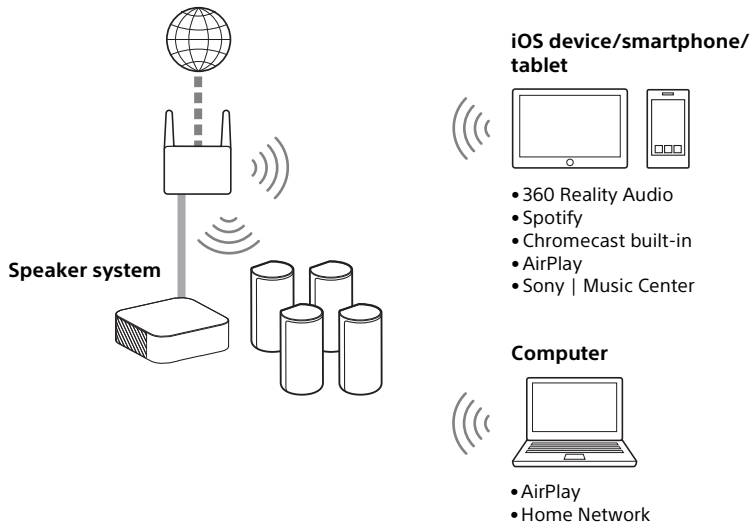 iOS device/smartphone/
tablet
• 360 Reality Audio
• Spotify
• Chromecast built-in
• AirPlay
• Sony | Music Center
Speaker system
Computer
• AirPlay
• Home Network